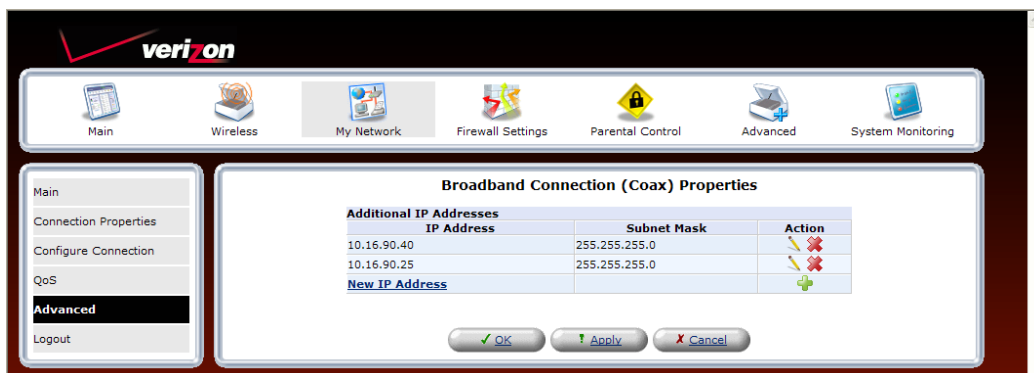 verizon
Main Wireless My Network Firewall Settings Parental Control Advanced System Monitoring
Main
Connection Properties
Configure Connection
QoS
Advanced
Logout
Broadband Connection (Coax) Properties
Additional IP Addresses
IP Address Subnet Mask Action
10.16.90.40 255.255.255.0
10.16.90.25 255.255.255.0
New IP Address
OK Apply Cancel